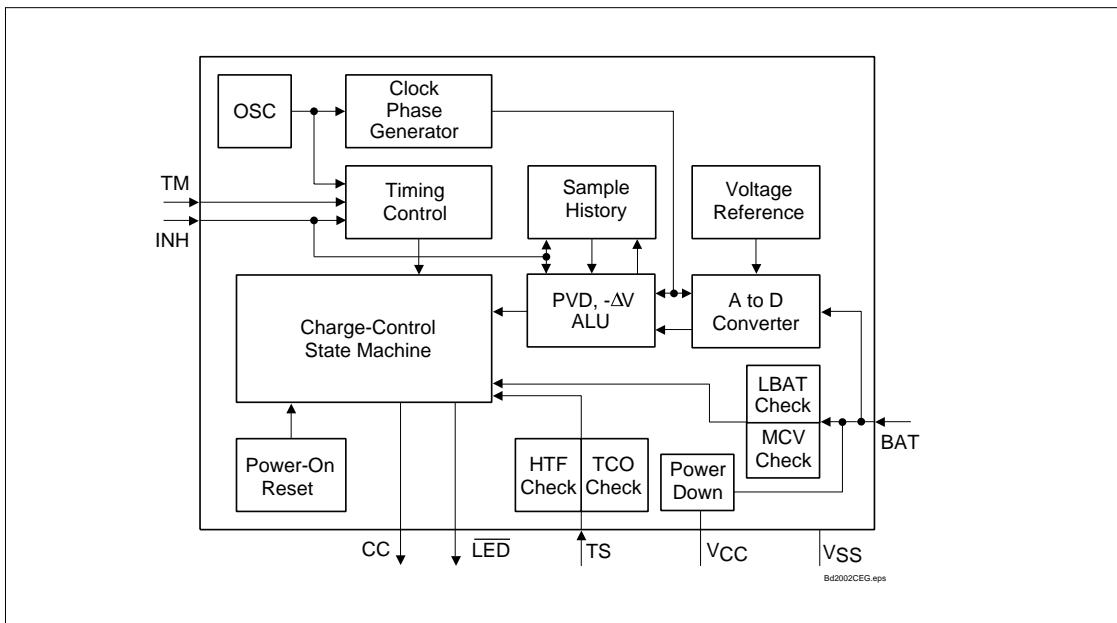 OSC
Clock
Phase
Generator
TM
INH
Timing
Control
Sample
History
Voltage
Reference
Charge-Control
State Machine
PVD, -ΔV
ALU
A to D
Converter
LBAT
Check
MCV
Check
BAT
Power-On
Reset
HTF
Check
TCO
Check
Power
Down
CC
LED
TS
VCC
VSS
Bd2002CEG.eps